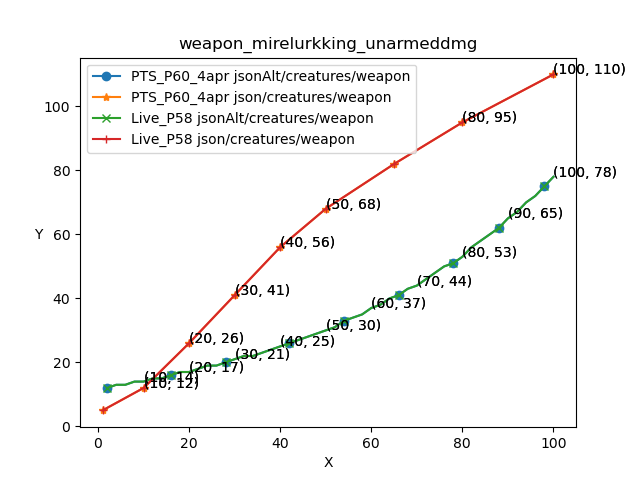 weapon_mirelurkking_unarmeddmg
PTS_P60_4apr jsonAlt/creatures/weapon
PTS_P60_4apr json/creatures/weapon
Live_P58 jsonAlt/creatures/weapon
Live_P58 json/creatures/weapon
(100, 110)
(80, 95)
(100, 78)
(50, 68)
(90, 65)
(40, 56)
(80, 53)
(70, 44)
(30, 41)
(60, 37)
(50, 30)
(20, 26)
(40, 25)
(30, 21)
(20, 17)
(10, 14)
(10, 12)
Y
100
80
60
40
20
0
0 20 40 60 80 100
X